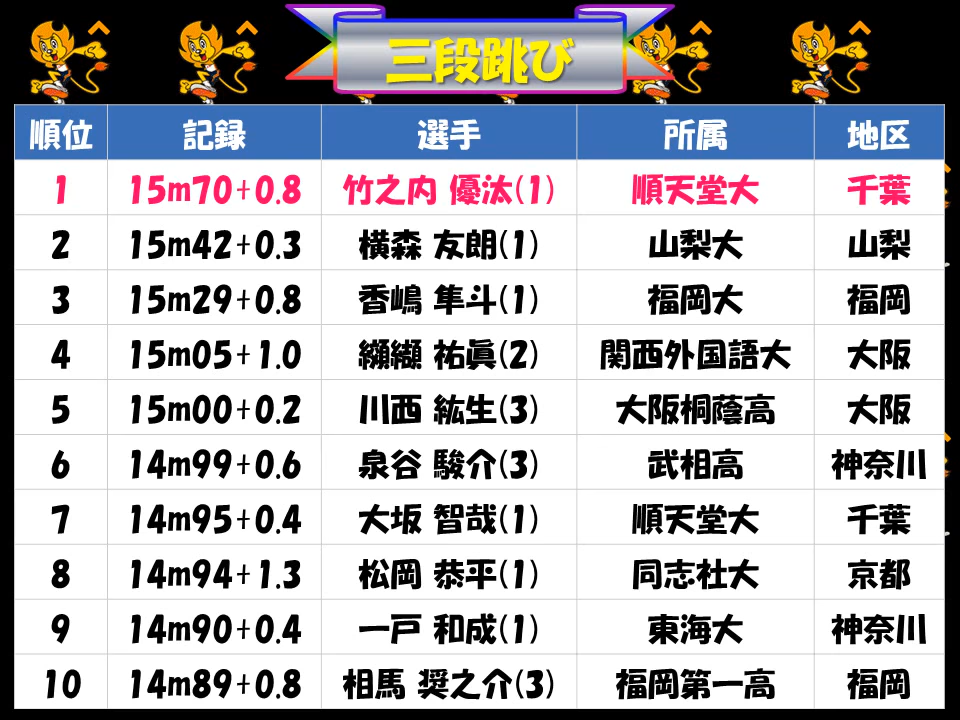 三段跳び
順位 記録 選手 所属 地区
1 15m70+0.8 竹之内 優汰(1) 順天堂大 千葉
2 15m42+0.3 横森 友朗(1) 山梨大 山梨
3 15m29+0.8 香嶋 隼斗(1) 福岡大 福岡
4 15m05+1.0 纐纈 祐眞(2) 関西外国語大 大阪
5 15m00+0.2 川西 紘生(3) 大阪桐蔭高 大阪
6 14m99+0.6 泉谷 駿介(3) 武相高 神奈川
7 14m95+0.4 大坂 智哉(1) 順天堂大 千葉
8 14m94+1.3 松岡 恭平(1) 同志社大 京都
9 14m90+0.4 一戸 和成(1) 東海大 神奈川
10 14m89+0.8 相馬 奨之介(3) 福岡第一高 福岡